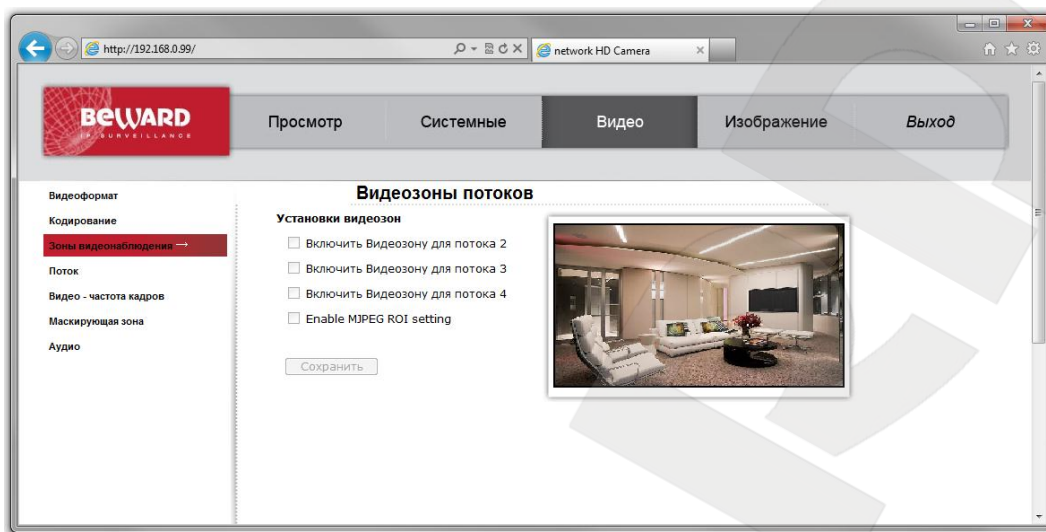 http://192.168.0.99/
network HD Camera
BEWARD
IP SURVEILLANCE
Просмотр
Системные
Видео
Изображение
Выход
Видеоформат
Кодирование
Зоны видеонаблюдения →
Поток
Видео - частота кадров
Маскирующая зона
Аудио
Видеозоны потоков
Установки видеозон
Включить Видеозону для потока 2
Включить Видеозону для потока 3
Включить Видеозону для потока 4
Enable MJPEG ROI setting
Сохранить